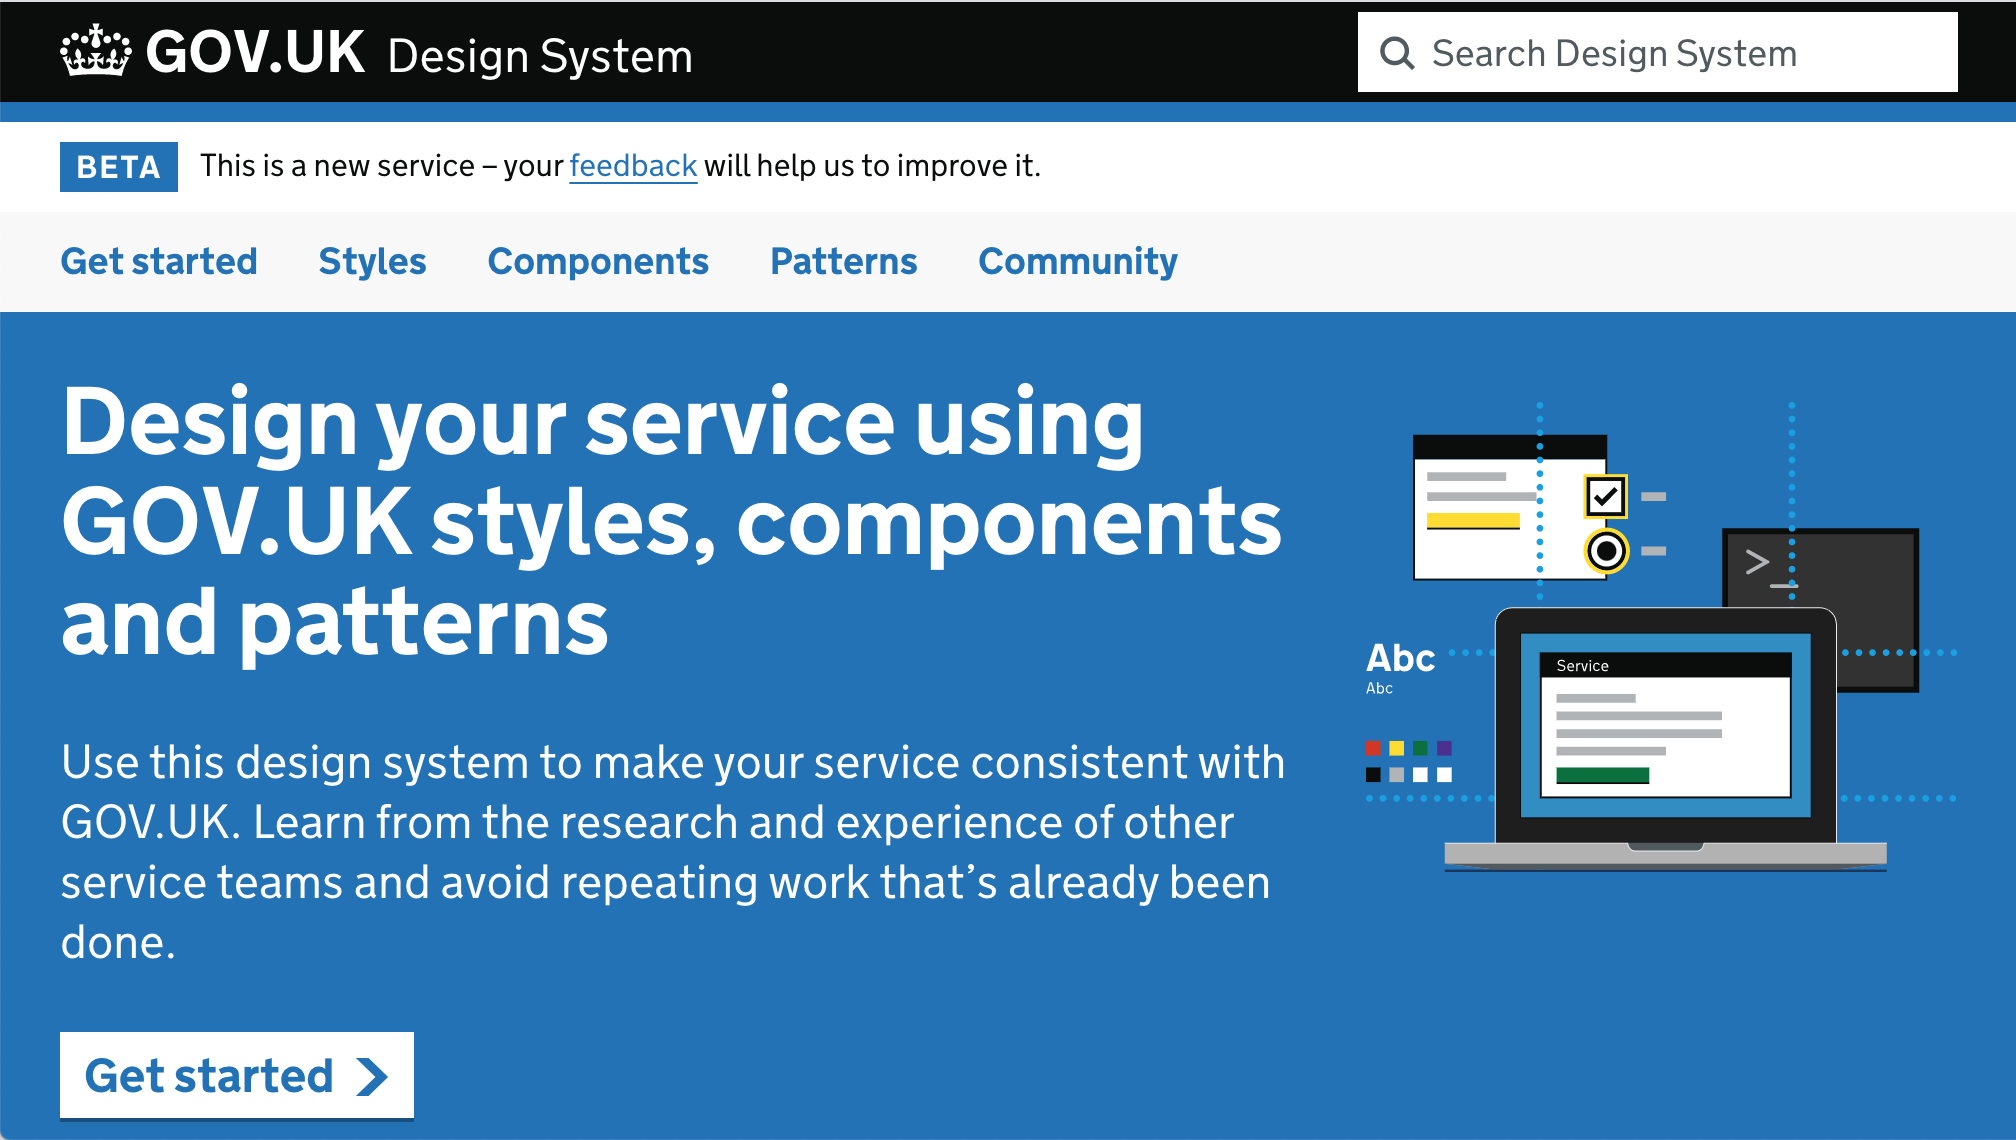 GOV.UK Design System
Search Design System
BETA This is a new service – your feedback will help us to improve it.
Get started Styles Components Patterns Community
Design your service using
GOV.UK styles, components
and patterns
Use this design system to make your service consistent with
GOV.UK. Learn from the research and experience of other
service teams and avoid repeating work that’s already been
done.
Get started
>_
Abc
Abc
Service